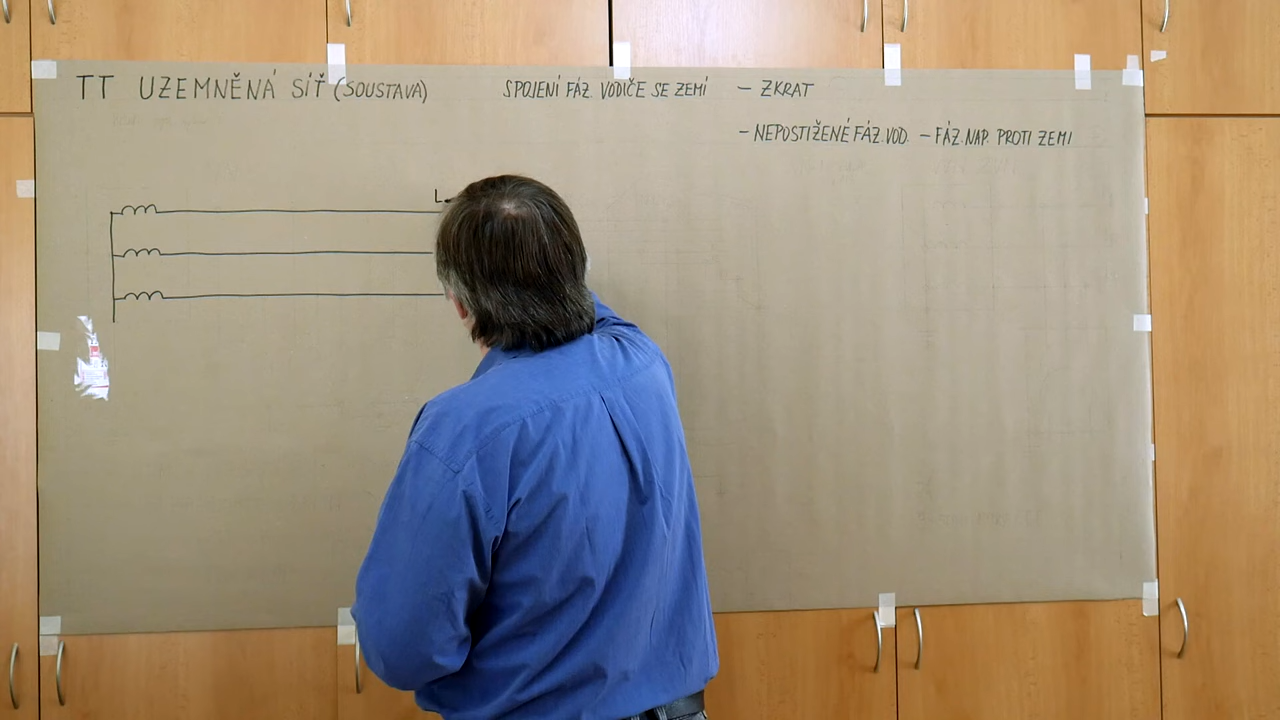 TT UZEMNĚNÁ SÍŤ (SOUSTAVA)
SPOJENÍ FÁZ. VODIČE SE ZEMÍ – ZKRAT
– NEPOSTIŽENÉ FÁZ. VOD. – FÁZ. NAP. PROTI ZEMI
L